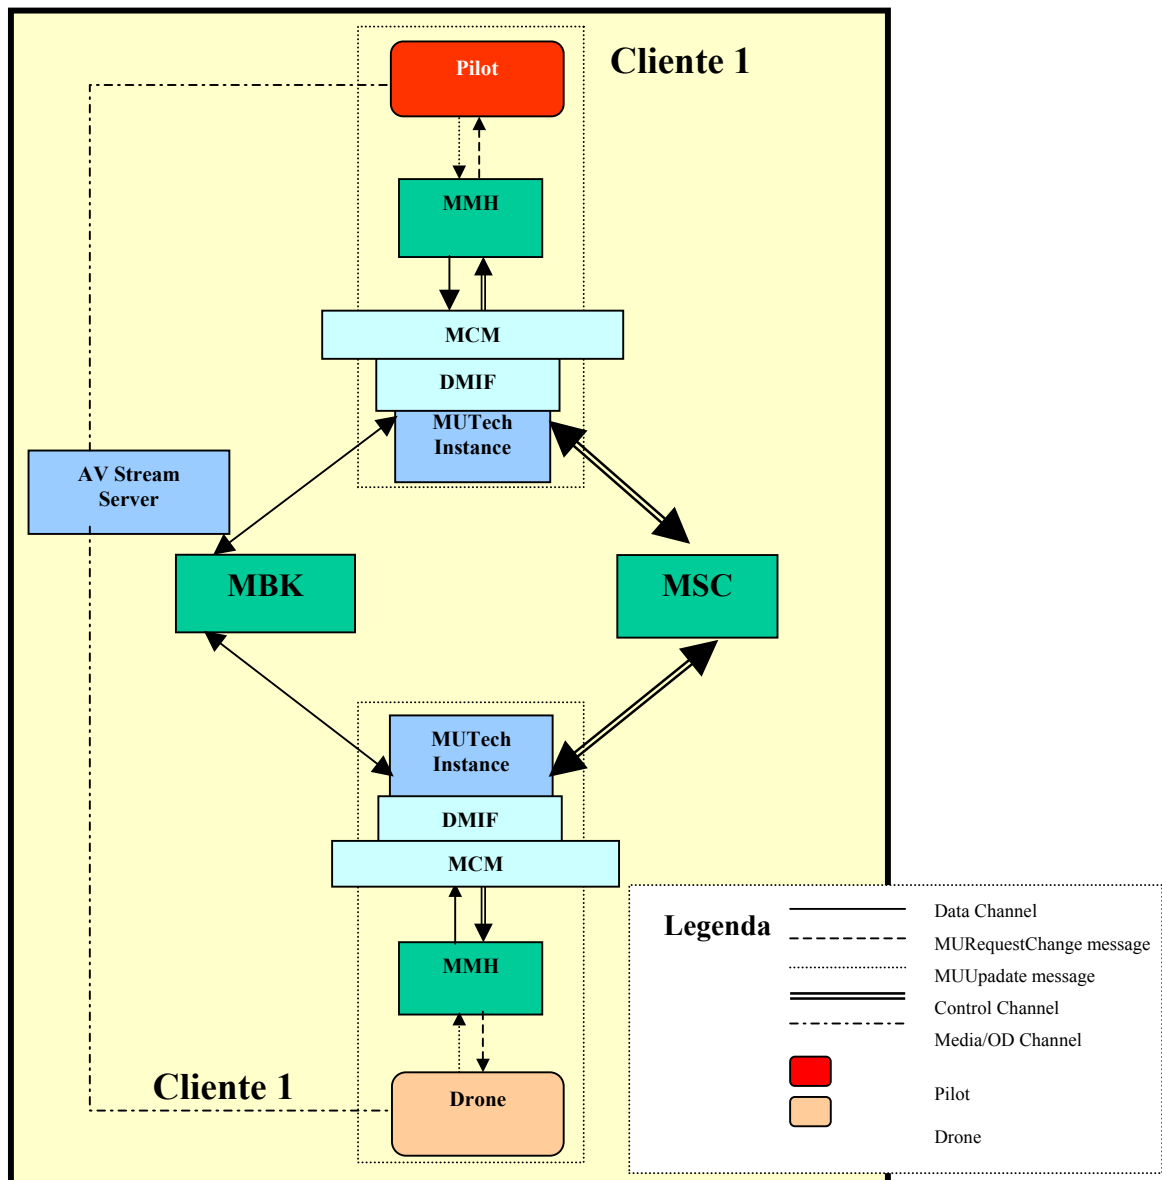 Pilot
Cliente 1
MMH
MCM
DMIF
MUTech
Instance
AV Stream
Server
MBK
MSC
MUTech
Instance
DMIF
MCM
MMH
Cliente 1
Drone
Legenda
Data Channel
MURequestChange message
MUUpadate message
Control Channel
Media/OD Channel
Pilot
Drone